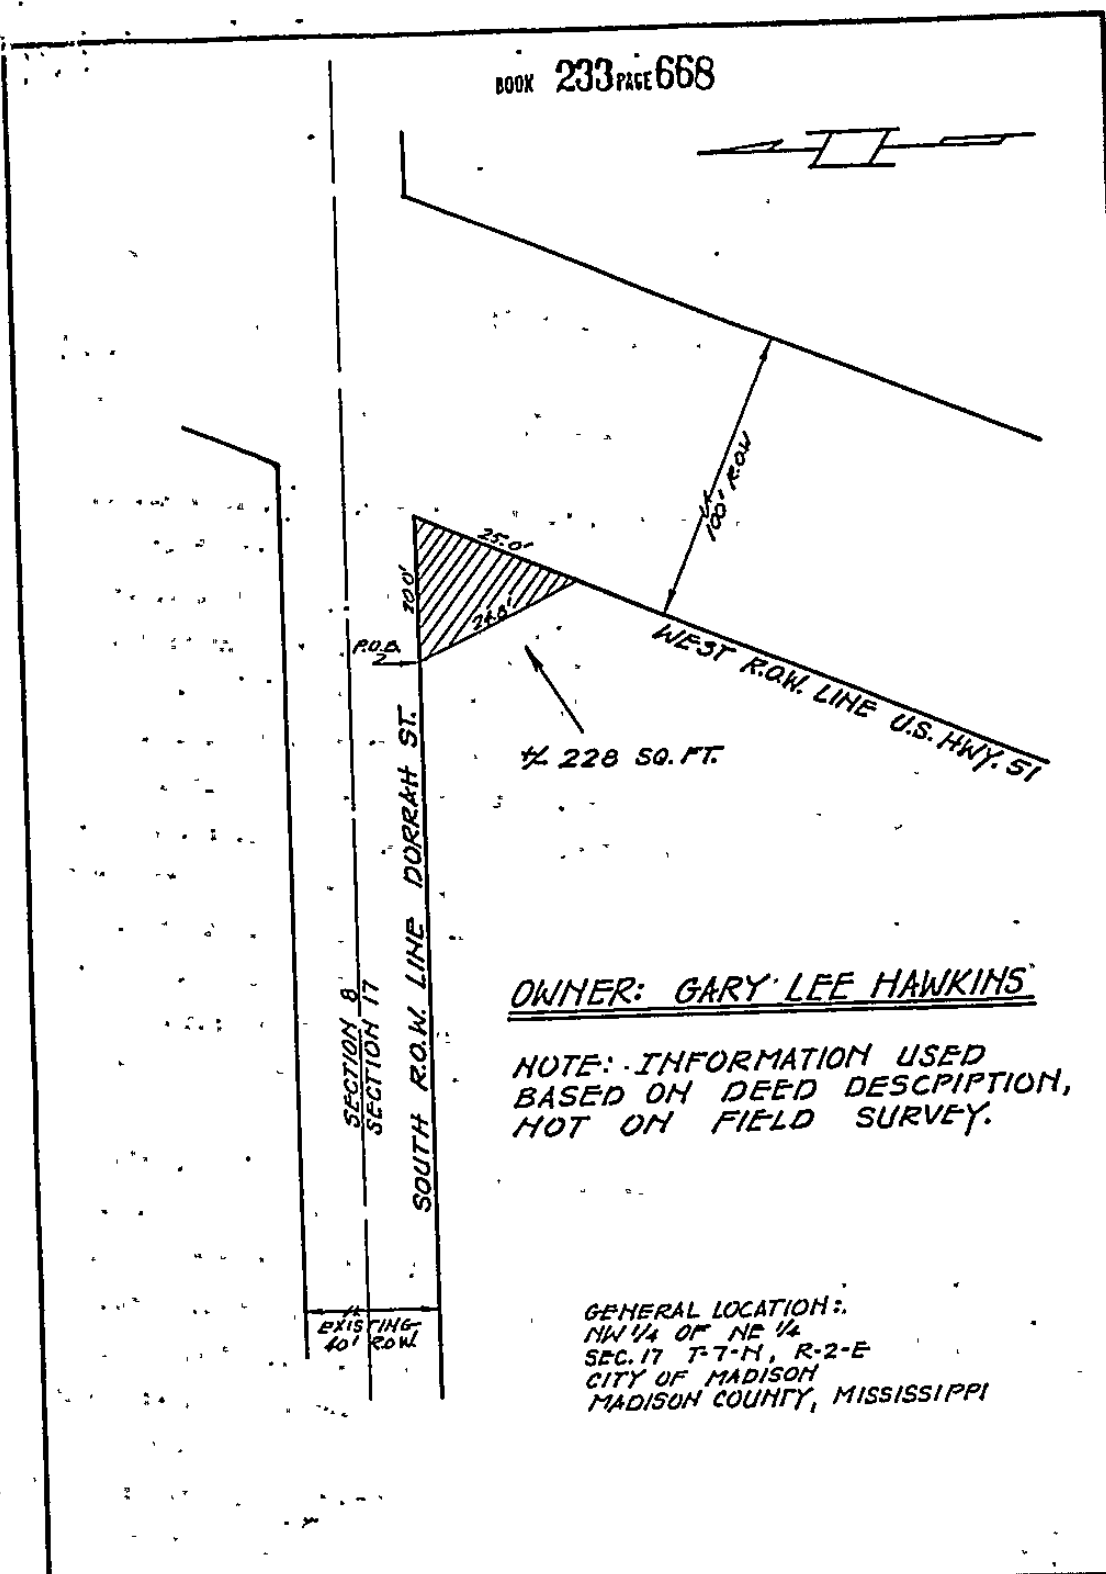 BOOK 233 PAGE 668
100' R.O.W
25.0'
20.0'
24.8'
P.O.B.
WEST R.O.W. LINE U.S. HWY. 51
+/- 228 SQ. FT.
SOUTH R.O.W. LINE DORRAH ST.
SECTION 8
SECTION 17
OWNER: GARY LEE HAWKINS
NOTE: INFORMATION USED
BASED ON DEED DESCPIPTION,
NOT ON FIELD SURVEY.
EXISTING
40' R.O.W.
GENERAL LOCATION:
NW 1/4 OF NE 1/4
SEC. 17 T-7-N, R-2-E
CITY OF MADISON
MADISON COUNTY, MISSISSIPPI